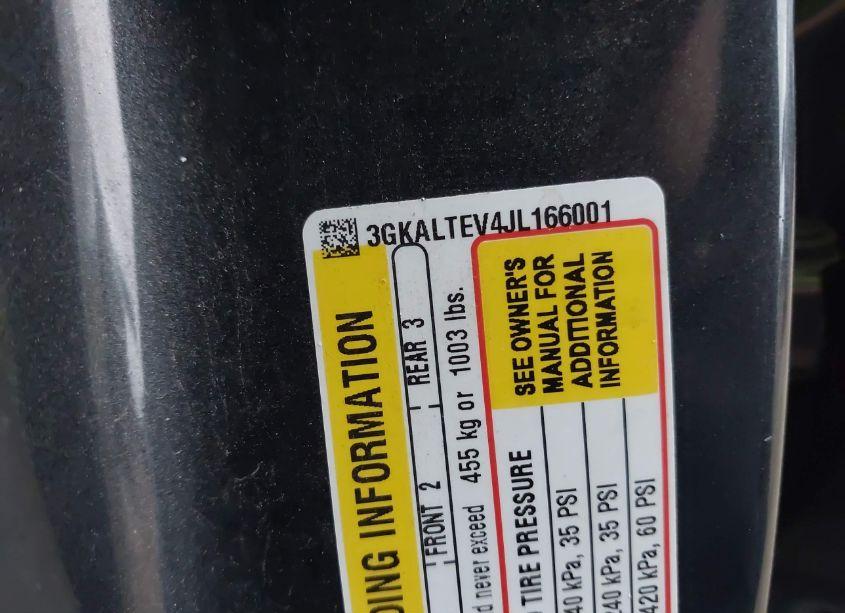 3GKALTEV4JL166001
DING INFORMATION
FRONT 2 REAR 3
never exceed 455 kg or 1003 lbs.
TIRE PRESSURE
SEE OWNER'S
MANUAL FOR
ADDITIONAL
INFORMATION
40 kPa, 35 PSI
240 kPa, 35 PSI
420 kPa, 60 PSI